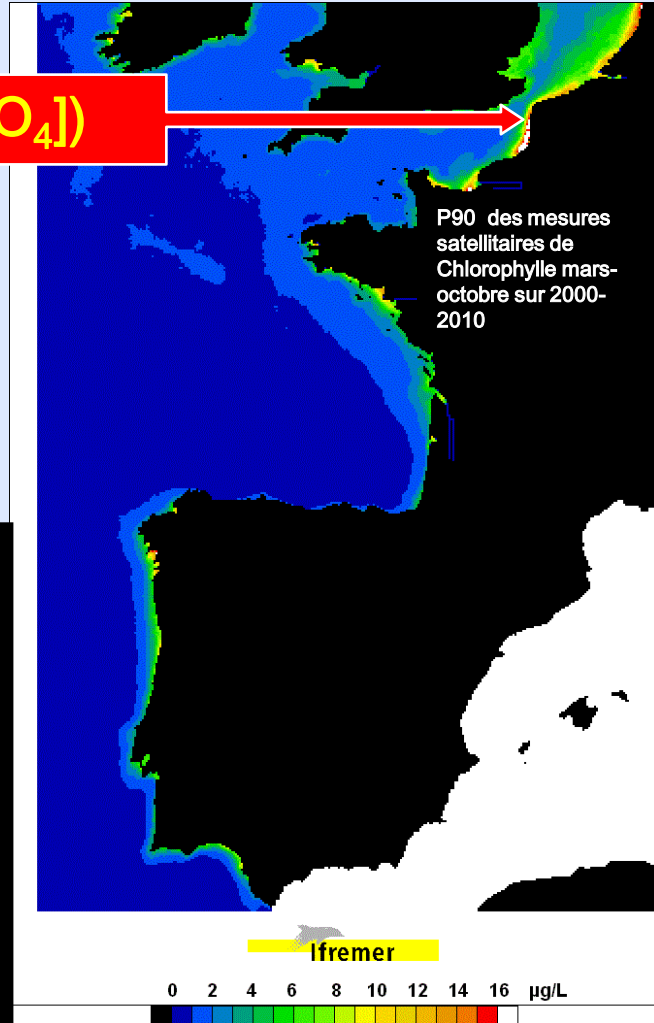 O₄])
P90 des mesures
satellitaires de
Chlorophylle mars-
octobre sur 2000-
2010
Ifremer
0 2 4 6 8 10 12 14 16 µg/L